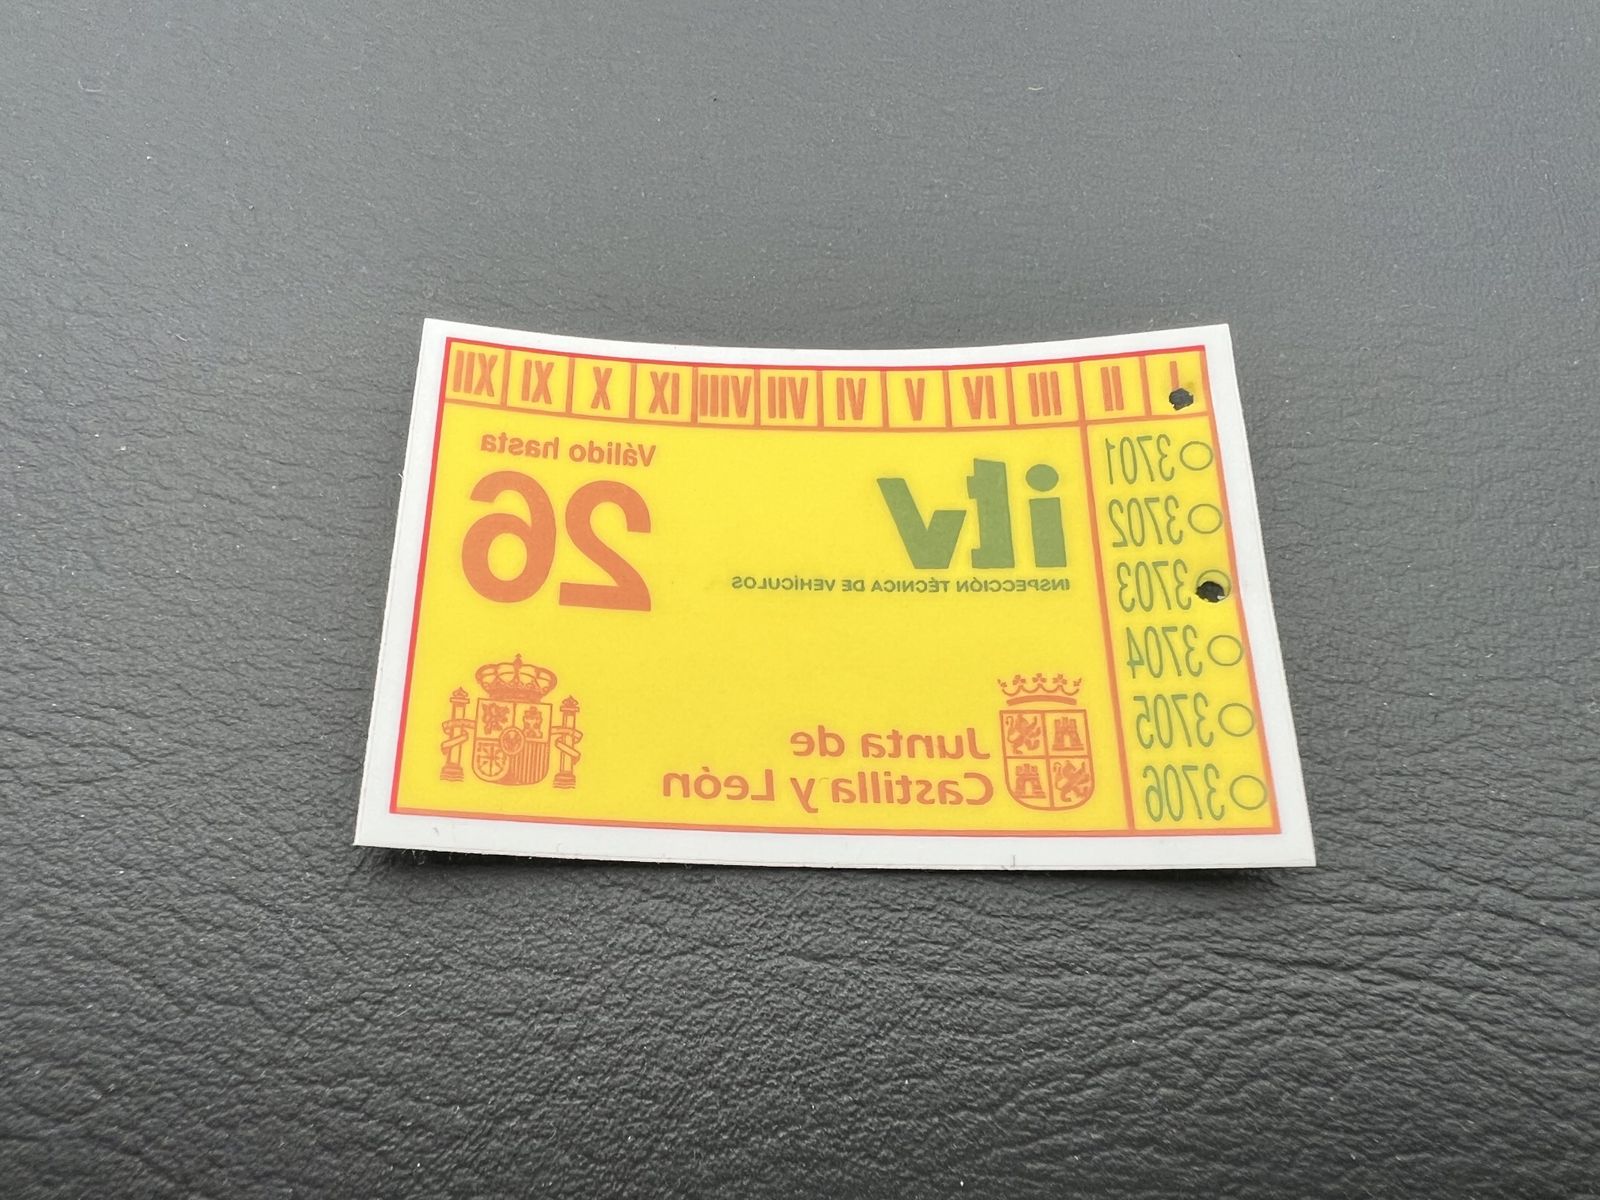 I II III IV V VI VII VIII IX X XI XII
3701
3702
3703
3704
3705
3706
itv
INSPECCIÓN TÉCNICA DE VEHÍCULOS
Válido hasta
26
Junta de
Castilla y León